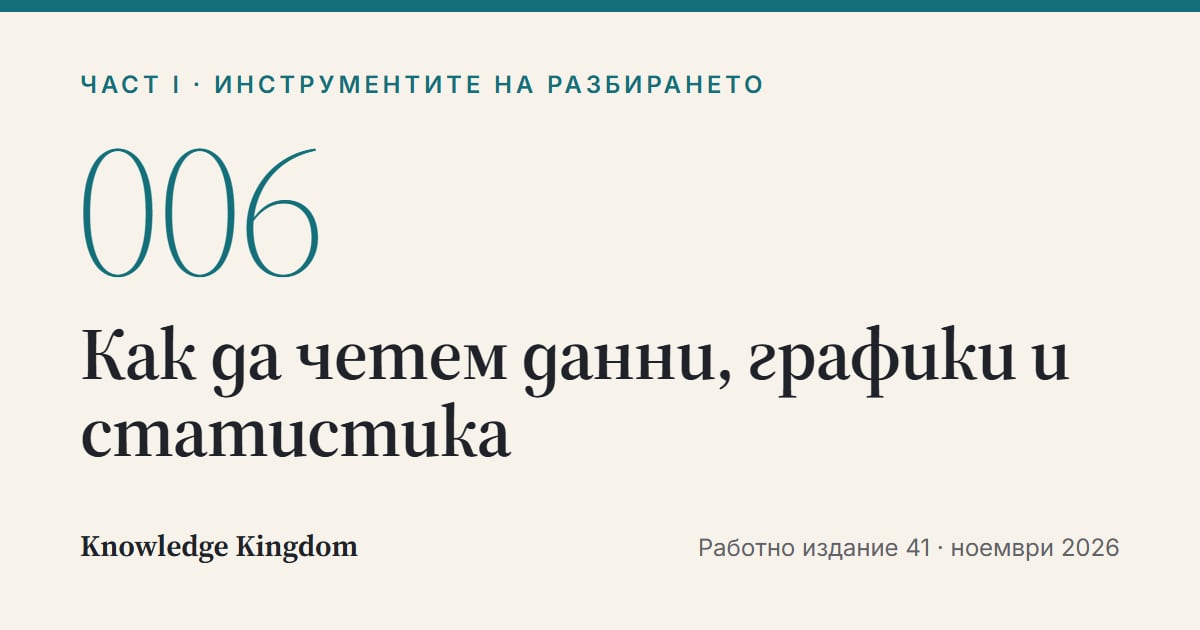 ЧАСТ I · ИНСТРУМЕНТИТЕ НА РАЗБИРАНЕТО
006
Как да четем данни, графики и
статистика
Knowledge Kingdom
Работно издание 41 · ноември 2026